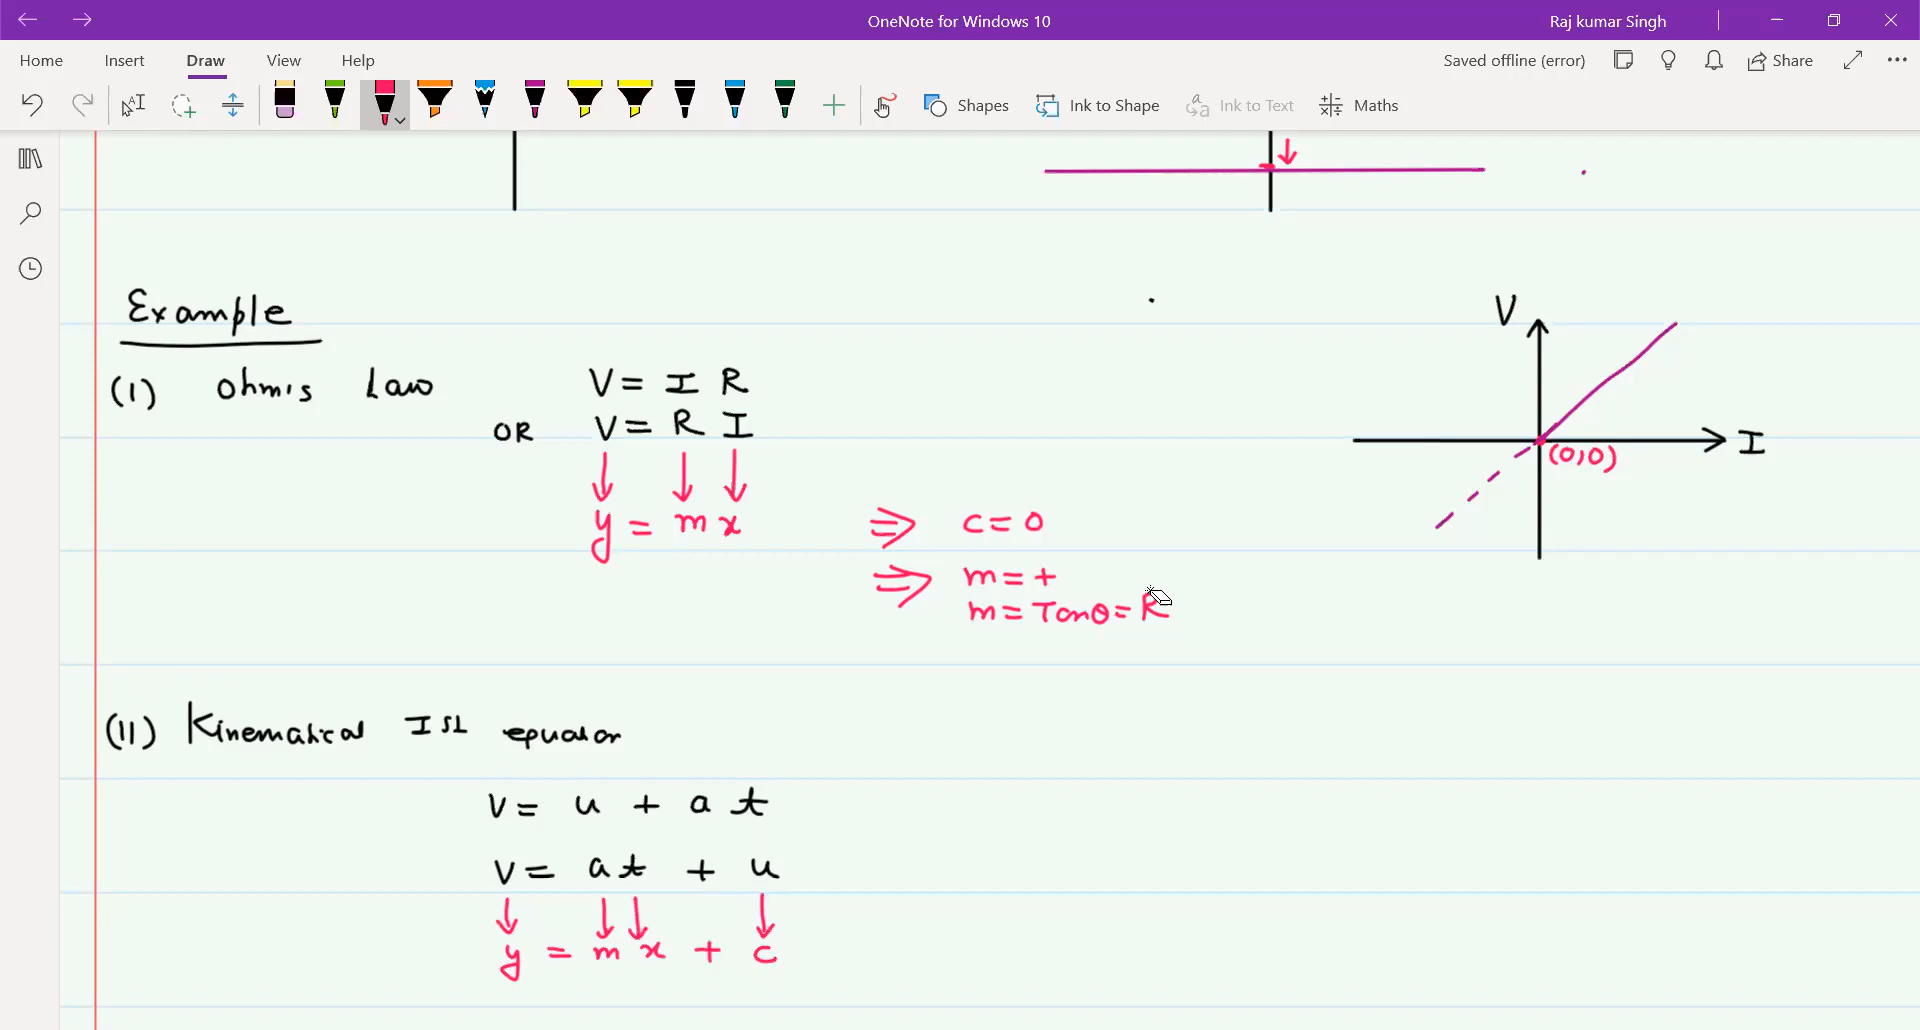 OneNote for Windows 10
Raj kumar Singh
Home Insert Draw View Help
Saved offline (error) Share
Shapes Ink to Shape Ink to Text Maths
Example
(I) Ohm's Law V = I R
OR V = R I
y = m x
⇒ c = 0
⇒ m = +
m = Tanθ = R
V
I
(0,0)
(II) Kinematical Ist equation
V = u + a t
V = a t + u
y = m x + c